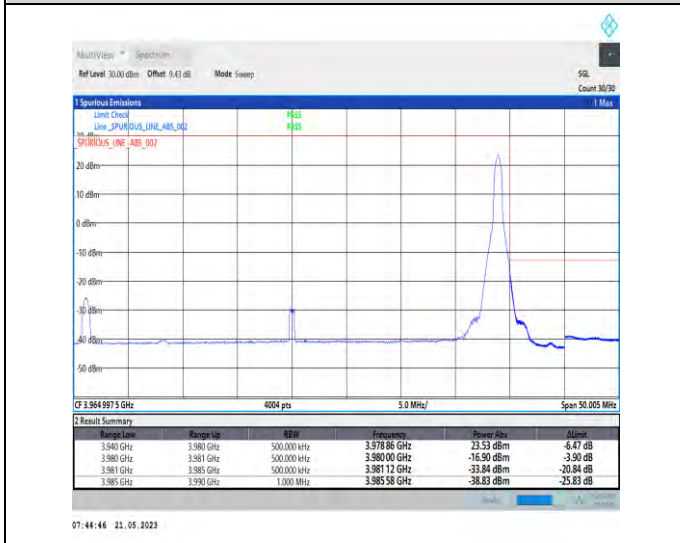 MultiView Spectrum
Ref Level 30.00 dBm Offset 9.43 dB Mode Sweep SGL
Count 30/30
1 Spurious Emissions 1 Max
Limit Check PASS
Line _SPURIOUS_LINE_ABS_002 PASS
30 dBm
_SPURIOUS_LINE_ABS_002
20 dBm
10 dBm
0 dBm
-10 dBm
-20 dBm
-30 dBm
-40 dBm
-50 dBm
CF 3.964 997 5 GHz 4004 pts 5.0 MHz/ Span 50.005 MHz
2 Result Summary
Range Low Range Up RBW Frequency Power Abs ΔLimit
3.940 GHz 3.980 GHz 500.000 kHz 3.978 86 GHz 23.53 dBm -6.47 dB
3.980 GHz 3.981 GHz 500.000 kHz 3.980 00 GHz -16.90 dBm -3.90 dB
3.981 GHz 3.985 GHz 500.000 kHz 3.981 12 GHz -33.84 dBm -20.84 dB
3.985 GHz 3.990 GHz 1.000 MHz 3.985 58 GHz -38.83 dBm -25.83 dB
07:44:46 21.05.2023